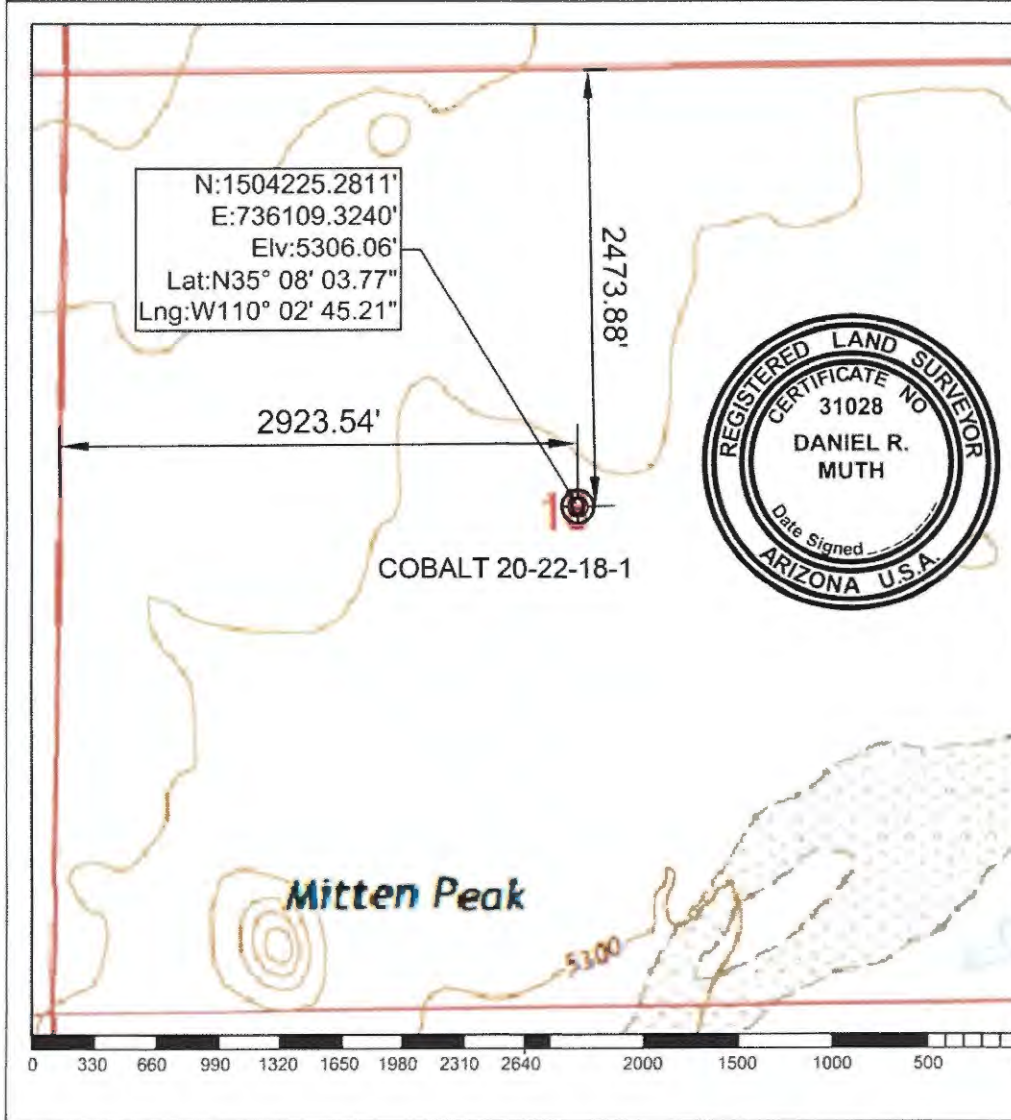 N:1504225.2811'
E:736109.3240'
Elv:5306.06'
Lat:N35° 08' 03.77"
Lng:W110° 02' 45.21"
2473.88'
2923.54'
REGISTERED LAND SURVEYOR
CERTIFICATE NO
31028
DANIEL R.
MUTH
Date Signed
ARIZONA U.S.A.
COBALT 20-22-18-1
Mitten Peak
5300
0 330 660 990 1320 1650 1980 2310 2640 2000 1500 1000 500